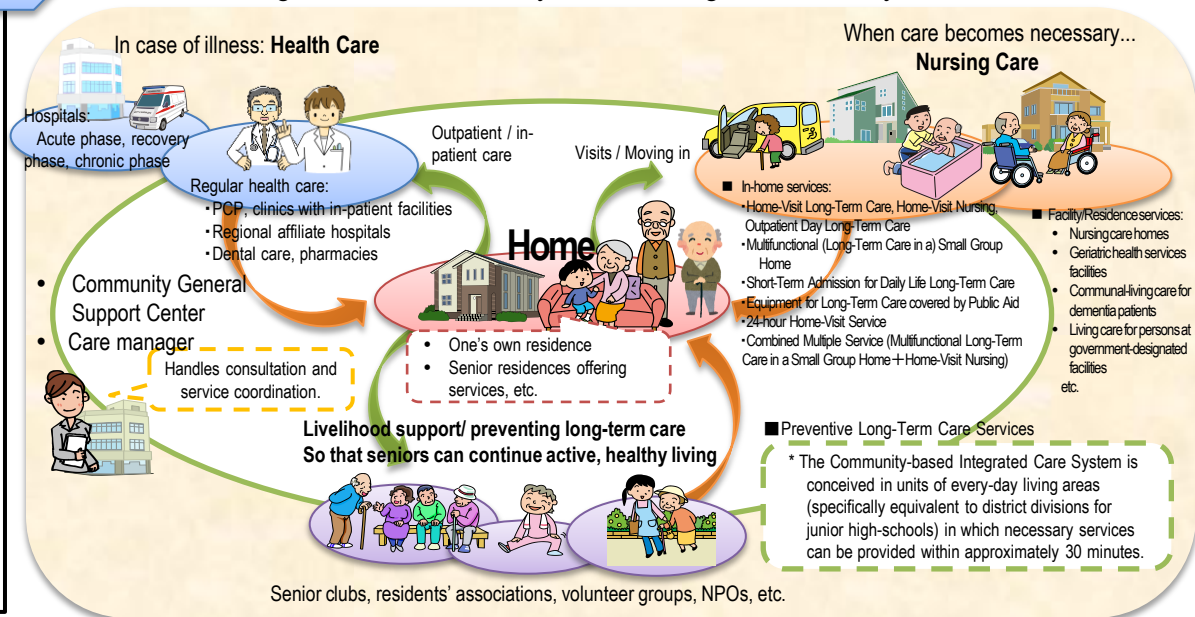 In case of illness: Health Care
Hospitals:
Acute phase, recovery
phase, chronic phase
Regular health care:
・PCP, clinics with in-patient facilities
・Regional affiliate hospitals
・Dental care, pharmacies
Outpatient / in-
patient care
Visits / Moving in
When care becomes necessary...
Nursing Care
■ In-home services:
・Home-Visit Long-Term Care, Home-Visit Nursing,
Outpatient Day Long-Term Care
・Multifunctional (Long-Term Care in a) Small Group
Home
・Short-Term Admission for Daily Life Long-Term Care
・Equipment for Long-Term Care covered by Public Aid
・24-hour Home-Visit Service
・Combined Multiple Service (Multifunctional Long-Term
Care in a Small Group Home＋Home-Visit Nursing)
■ Facility/Residence services:
• Nursing care homes
• Geriatric health services
facilities
• Communal-living care for
dementia patients
• Living care for persons at
government-designated
facilities
etc.
■Preventive Long-Term Care Services
Home
• One's own residence
• Senior residences offering
services, etc.
• Community General
Support Center
• Care manager
Handles consultation and
service coordination.
Livelihood support/ preventing long-term care
So that seniors can continue active, healthy living
Senior clubs, residents' associations, volunteer groups, NPOs, etc.
* The Community-based Integrated Care System is
conceived in units of every-day living areas
(specifically equivalent to district divisions for
junior high-schools) in which necessary services
can be provided within approximately 30 minutes.